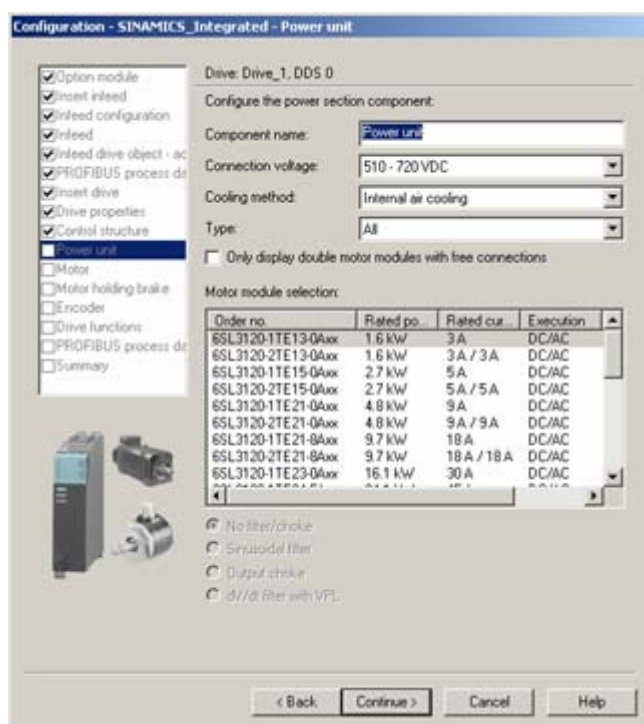 Configuration - SINAMICS_Integrated - Power unit
Option module
Insert infeed
Infeed configuration
Infeed
Infeed drive object - ac
PROFIBUS process da
Insert drive
Drive properties
Control structure
Power unit
Motor
Motor holding brake
Encoder
Drive functions
PROFIBUS process da
Summary
Drive: Drive_1, DDS 0
Configure the power section component:
Component name: Power unit
Connection voltage: 510 - 720 VDC
Cooling method: Internal air cooling
Type: All
Only display double motor modules with free connections
Motor module selection:
Order no. Rated po... Rated cur... Execution
6SL3120-1TE13-0Axx 1.6 kW 3 A DC/AC
6SL3120-2TE13-0Axx 1.6 kW 3 A / 3 A DC/AC
6SL3120-1TE15-0Axx 2.7 kW 5 A DC/AC
6SL3120-2TE15-0Axx 2.7 kW 5 A / 5 A DC/AC
6SL3120-1TE21-0Axx 4.8 kW 9 A DC/AC
6SL3120-2TE21-0Axx 4.8 kW 9 A / 9 A DC/AC
6SL3120-1TE21-8Axx 9.7 kW 18 A DC/AC
6SL3120-2TE21-8Axx 9.7 kW 18 A / 18 A DC/AC
6SL3120-1TE23-0Axx 16.1 kW 30 A DC/AC
No filter/choke
Sinusoidal filter
Output choke
dV/dt filter with VPL
< Back
Continue >
Cancel
Help